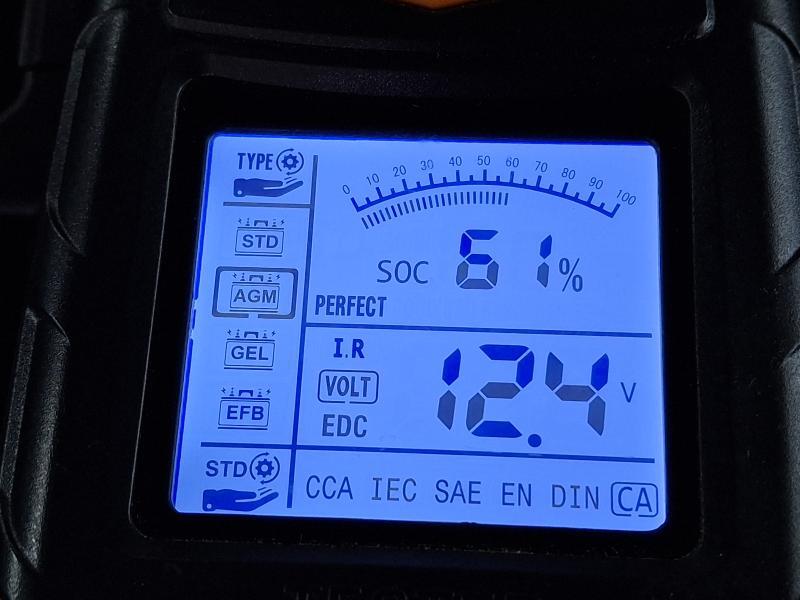 TYPE
0 10 20 30 40 50 60 70 80 90 100
STD
SOC 61%
AGM
PERFECT
GEL
I.R
VOLT
12.4 V
EFB
EDC
STD
CCA IEC SAE EN DIN CA